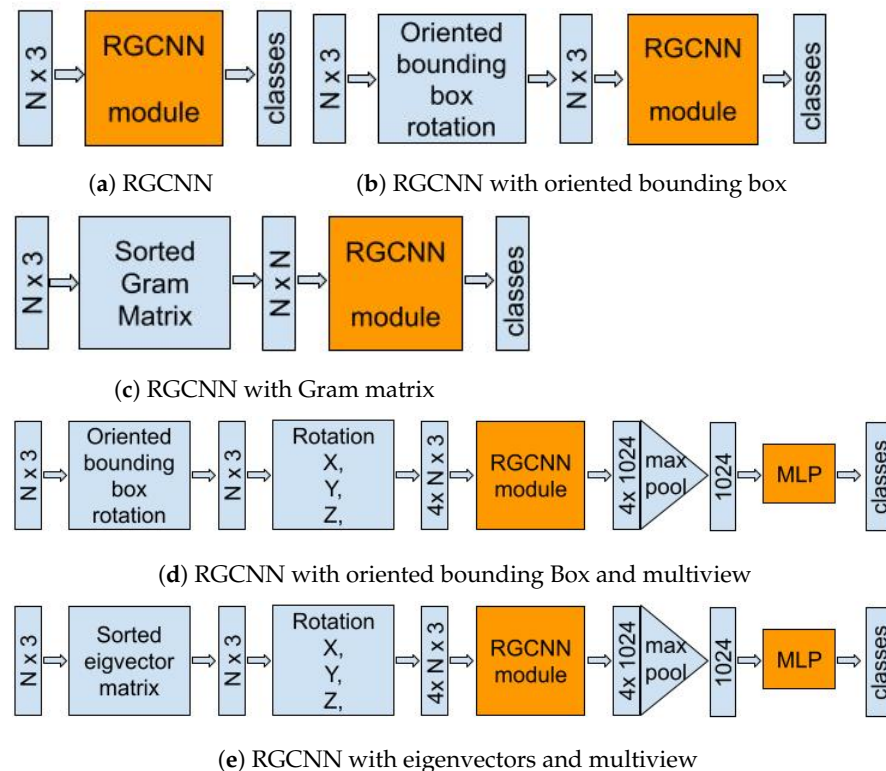 N x 3
RGCNN
module
classes
N x 3
Oriented
bounding
box
rotation
N x 3
RGCNN
module
classes
(a) RGCNN
(b) RGCNN with oriented bounding box
N x 3
Sorted
Gram
Matrix
N x N
RGCNN
module
classes
(c) RGCNN with Gram matrix
N x 3
Oriented
bounding
box
rotation
N x 3
Rotation
X,
Y,
Z,
4x N x 3
RGCNN
module
4x 1024
max
pool
1024
MLP
classes
(d) RGCNN with oriented bounding Box and multiview
N x 3
Sorted
eigvector
matrix
N x 3
Rotation
X,
Y,
Z,
4x N x 3
RGCNN
module
4x 1024
max
pool
1024
MLP
classes
(e) RGCNN with eigenvectors and multiview